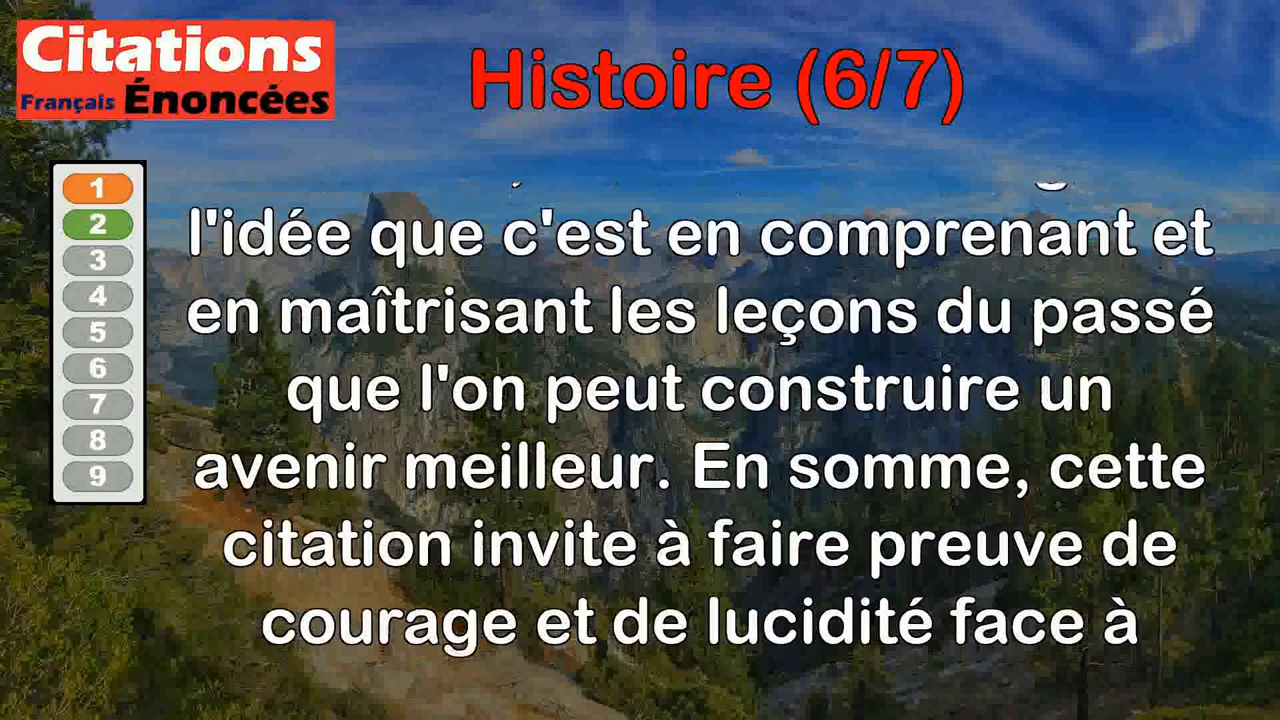 Citations
Français Énoncées
Histoire (6/7)
1
2
3
4
5
6
7
8
9
l'idée que c'est en comprenant et
en maîtrisant les leçons du passé
que l'on peut construire un
avenir meilleur. En somme, cette
citation invite à faire preuve de
courage et de lucidité face à